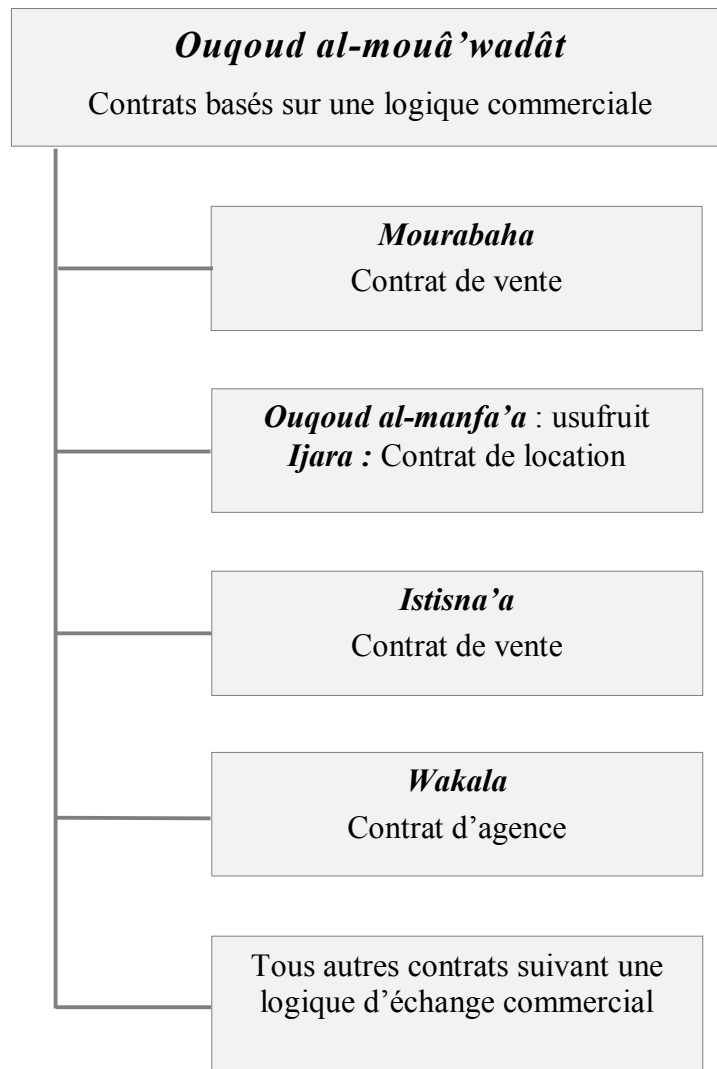 Ouqoud al-mouâ’wadât
Contrats basés sur une logique commerciale
Mourabaha
Contrat de vente
Ouqoud al-manfa’a : usufruit
Ijara : Contrat de location
Istisna’a
Contrat de vente
Wakala
Contrat d’agence
Tous autres contrats suivant une
logique d’échange commercial